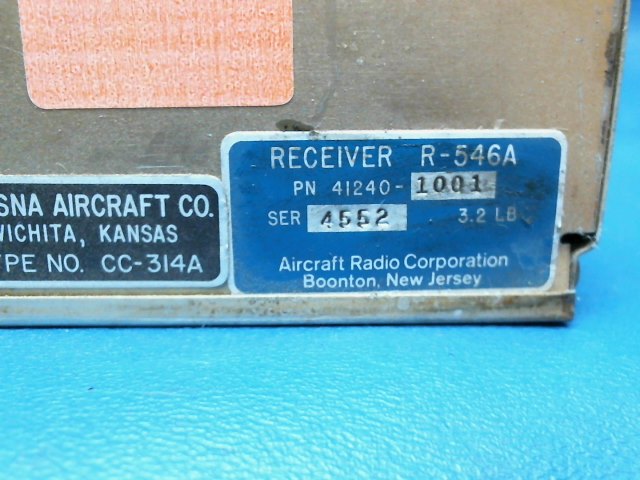 RECEIVER R-546A
PN 41240-1001
SER 4552 3.2 LB
Aircraft Radio Corporation
Boonton, New Jersey
SNA AIRCRAFT CO.
WICHITA, KANSAS
TYPE NO. CC-314A